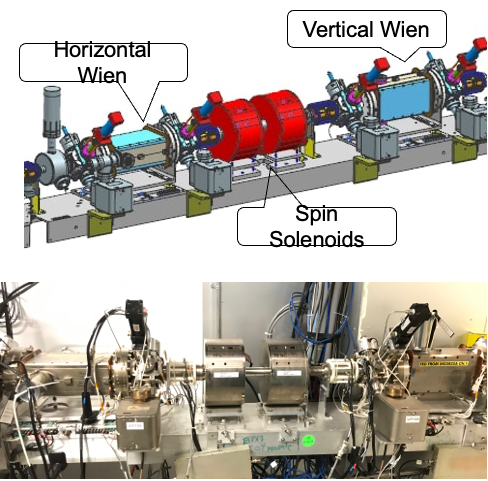 Vertical Wien
Horizontal
Wien
Spin
Solenoids